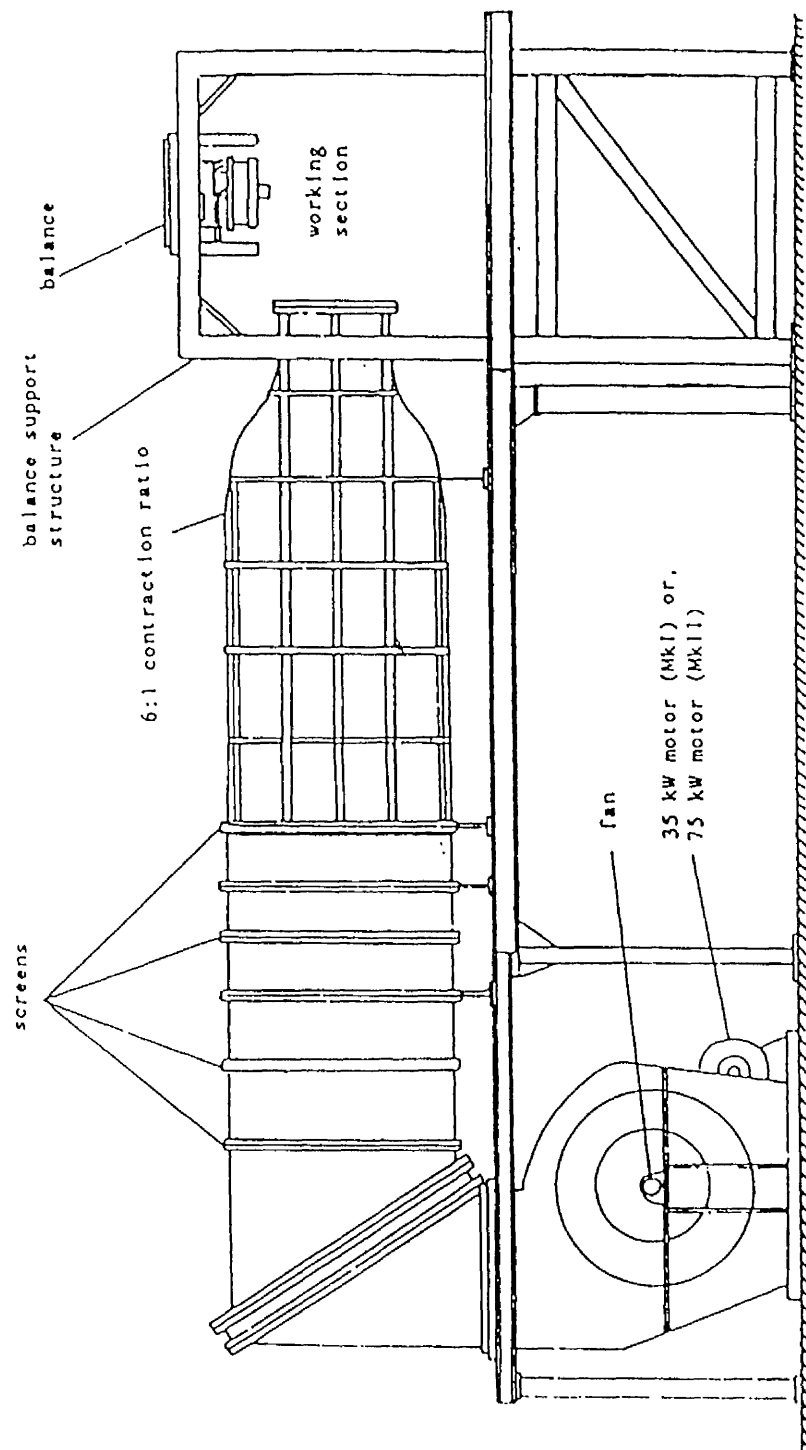 screens
balance support
structure
balance
6:1 contraction ratio
working
section
fan
35 kW motor (MkI) or,
75 kW motor (MkII)